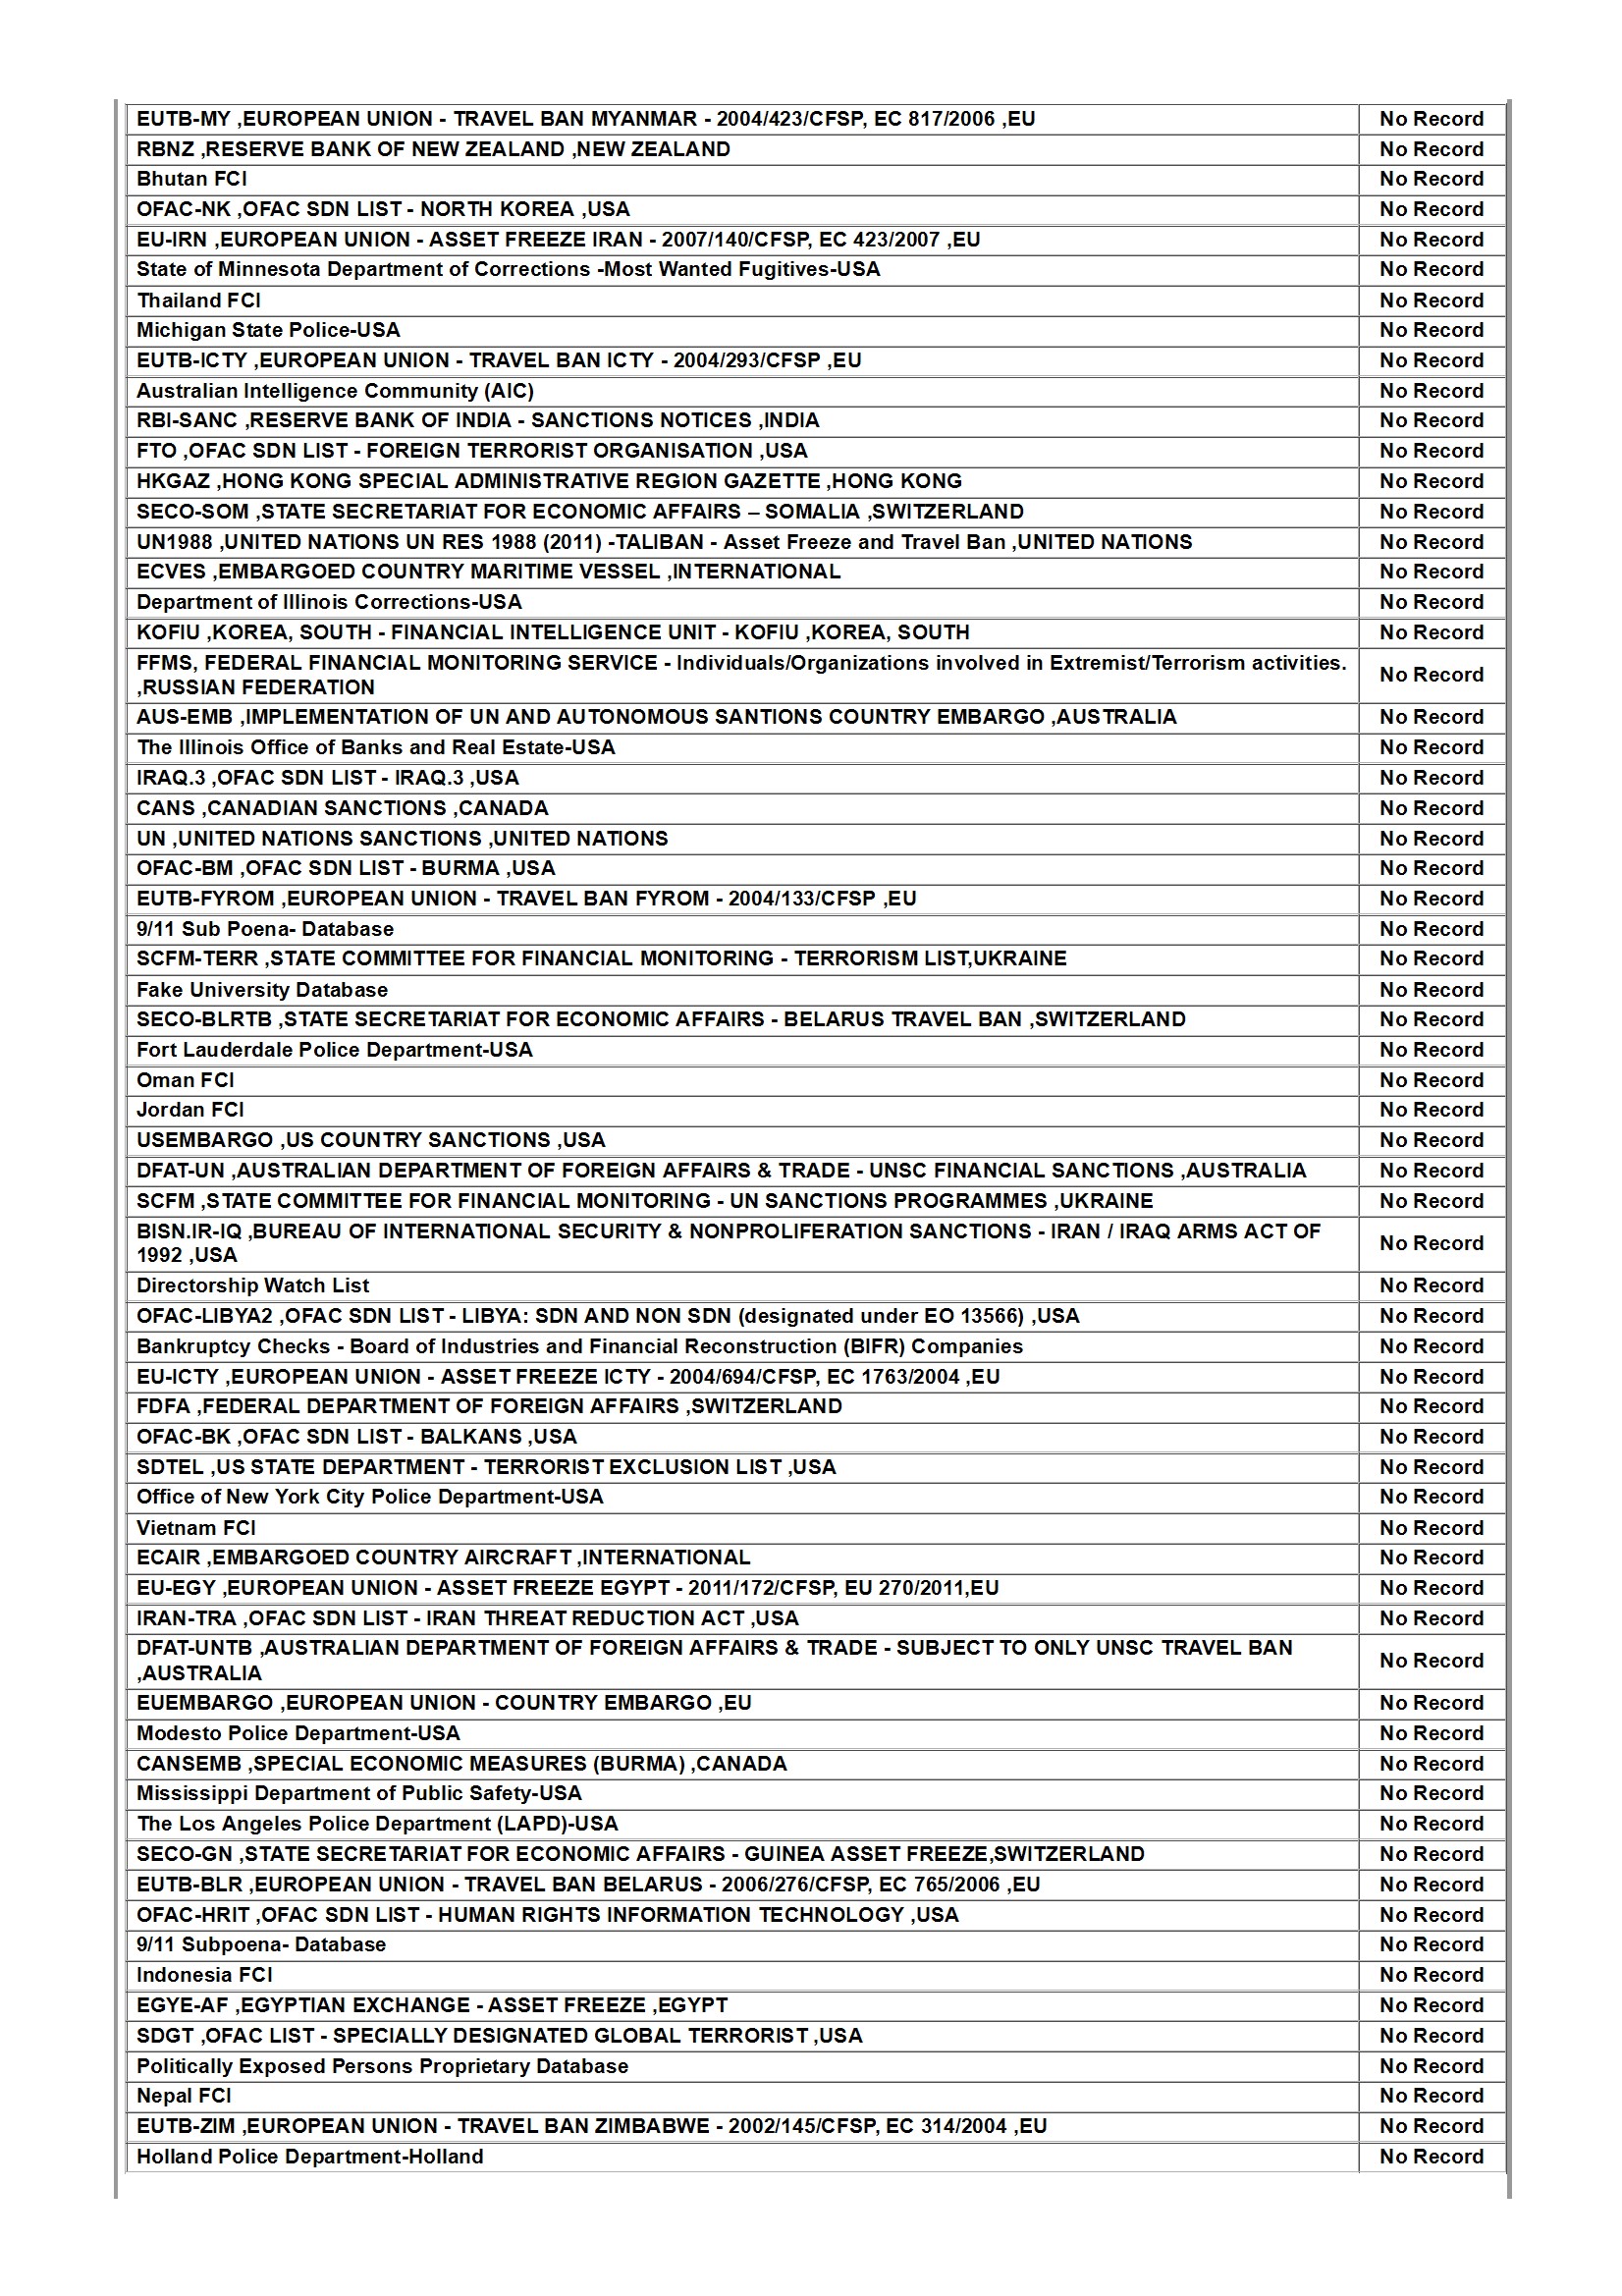 EUTB-MY ,EUROPEAN UNION - TRAVEL BAN MYANMAR - 2004/423/CFSP, EC 817/2006 ,EU No Record
RBNZ ,RESERVE BANK OF NEW ZEALAND ,NEW ZEALAND No Record
Bhutan FCI No Record
OFAC-NK ,OFAC SDN LIST - NORTH KOREA ,USA No Record
EU-IRN ,EUROPEAN UNION - ASSET FREEZE IRAN - 2007/140/CFSP, EC 423/2007 ,EU No Record
State of Minnesota Department of Corrections -Most Wanted Fugitives-USA No Record
Thailand FCI No Record
Michigan State Police-USA No Record
EUTB-ICTY ,EUROPEAN UNION - TRAVEL BAN ICTY - 2004/293/CFSP ,EU No Record
Australian Intelligence Community (AIC) No Record
RBI-SANC ,RESERVE BANK OF INDIA - SANCTIONS NOTICES ,INDIA No Record
FTO ,OFAC SDN LIST - FOREIGN TERRORIST ORGANISATION ,USA No Record
HKGAZ ,HONG KONG SPECIAL ADMINISTRATIVE REGION GAZETTE ,HONG KONG No Record
SECO-SOM ,STATE SECRETARIAT FOR ECONOMIC AFFAIRS – SOMALIA ,SWITZERLAND No Record
UN1988 ,UNITED NATIONS UN RES 1988 (2011) -TALIBAN - Asset Freeze and Travel Ban ,UNITED NATIONS No Record
ECVES ,EMBARGOED COUNTRY MARITIME VESSEL ,INTERNATIONAL No Record
Department of Illinois Corrections-USA No Record
KOFIU ,KOREA, SOUTH - FINANCIAL INTELLIGENCE UNIT - KOFIU ,KOREA, SOUTH No Record
FFMS, FEDERAL FINANCIAL MONITORING SERVICE - Individuals/Organizations involved in Extremist/Terrorism activities.
,RUSSIAN FEDERATION No Record
AUS-EMB ,IMPLEMENTATION OF UN AND AUTONOMOUS SANTIONS COUNTRY EMBARGO ,AUSTRALIA No Record
The Illinois Office of Banks and Real Estate-USA No Record
IRAQ.3 ,OFAC SDN LIST - IRAQ.3 ,USA No Record
CANS ,CANADIAN SANCTIONS ,CANADA No Record
UN ,UNITED NATIONS SANCTIONS ,UNITED NATIONS No Record
OFAC-BM ,OFAC SDN LIST - BURMA ,USA No Record
EUTB-FYROM ,EUROPEAN UNION - TRAVEL BAN FYROM - 2004/133/CFSP ,EU No Record
9/11 Sub Poena- Database No Record
SCFM-TERR ,STATE COMMITTEE FOR FINANCIAL MONITORING - TERRORISM LIST,UKRAINE No Record
Fake University Database No Record
SECO-BLRTB ,STATE SECRETARIAT FOR ECONOMIC AFFAIRS - BELARUS TRAVEL BAN ,SWITZERLAND No Record
Fort Lauderdale Police Department-USA No Record
Oman FCI No Record
Jordan FCI No Record
USEMBARGO ,US COUNTRY SANCTIONS ,USA No Record
DFAT-UN ,AUSTRALIAN DEPARTMENT OF FOREIGN AFFAIRS & TRADE - UNSC FINANCIAL SANCTIONS ,AUSTRALIA No Record
SCFM ,STATE COMMITTEE FOR FINANCIAL MONITORING - UN SANCTIONS PROGRAMMES ,UKRAINE No Record
BISN.IR-IQ ,BUREAU OF INTERNATIONAL SECURITY & NONPROLIFERATION SANCTIONS - IRAN / IRAQ ARMS ACT OF
1992 ,USA No Record
Directorship Watch List No Record
OFAC-LIBYA2 ,OFAC SDN LIST - LIBYA: SDN AND NON SDN (designated under EO 13566) ,USA No Record
Bankruptcy Checks - Board of Industries and Financial Reconstruction (BIFR) Companies No Record
EU-ICTY ,EUROPEAN UNION - ASSET FREEZE ICTY - 2004/694/CFSP, EC 1763/2004 ,EU No Record
FDFA ,FEDERAL DEPARTMENT OF FOREIGN AFFAIRS ,SWITZERLAND No Record
OFAC-BK ,OFAC SDN LIST - BALKANS ,USA No Record
SDTEL ,US STATE DEPARTMENT - TERRORIST EXCLUSION LIST ,USA No Record
Office of New York City Police Department-USA No Record
Vietnam FCI No Record
ECAIR ,EMBARGOED COUNTRY AIRCRAFT ,INTERNATIONAL No Record
EU-EGY ,EUROPEAN UNION - ASSET FREEZE EGYPT - 2011/172/CFSP, EU 270/2011,EU No Record
IRAN-TRA ,OFAC SDN LIST - IRAN THREAT REDUCTION ACT ,USA No Record
DFAT-UNTB ,AUSTRALIAN DEPARTMENT OF FOREIGN AFFAIRS & TRADE - SUBJECT TO ONLY UNSC TRAVEL BAN
,AUSTRALIA No Record
EUEMBARGO ,EUROPEAN UNION - COUNTRY EMBARGO ,EU No Record
Modesto Police Department-USA No Record
CANSEMB ,SPECIAL ECONOMIC MEASURES (BURMA) ,CANADA No Record
Mississippi Department of Public Safety-USA No Record
The Los Angeles Police Department (LAPD)-USA No Record
SECO-GN ,STATE SECRETARIAT FOR ECONOMIC AFFAIRS - GUINEA ASSET FREEZE,SWITZERLAND No Record
EUTB-BLR ,EUROPEAN UNION - TRAVEL BAN BELARUS - 2006/276/CFSP, EC 765/2006 ,EU No Record
OFAC-HRIT ,OFAC SDN LIST - HUMAN RIGHTS INFORMATION TECHNOLOGY ,USA No Record
9/11 Subpoena- Database No Record
Indonesia FCI No Record
EGYE-AF ,EGYPTIAN EXCHANGE - ASSET FREEZE ,EGYPT No Record
SDGT ,OFAC LIST - SPECIALLY DESIGNATED GLOBAL TERRORIST ,USA No Record
Politically Exposed Persons Proprietary Database No Record
Nepal FCI No Record
EUTB-ZIM ,EUROPEAN UNION - TRAVEL BAN ZIMBABWE - 2002/145/CFSP, EC 314/2004 ,EU No Record
Holland Police Department-Holland No Record